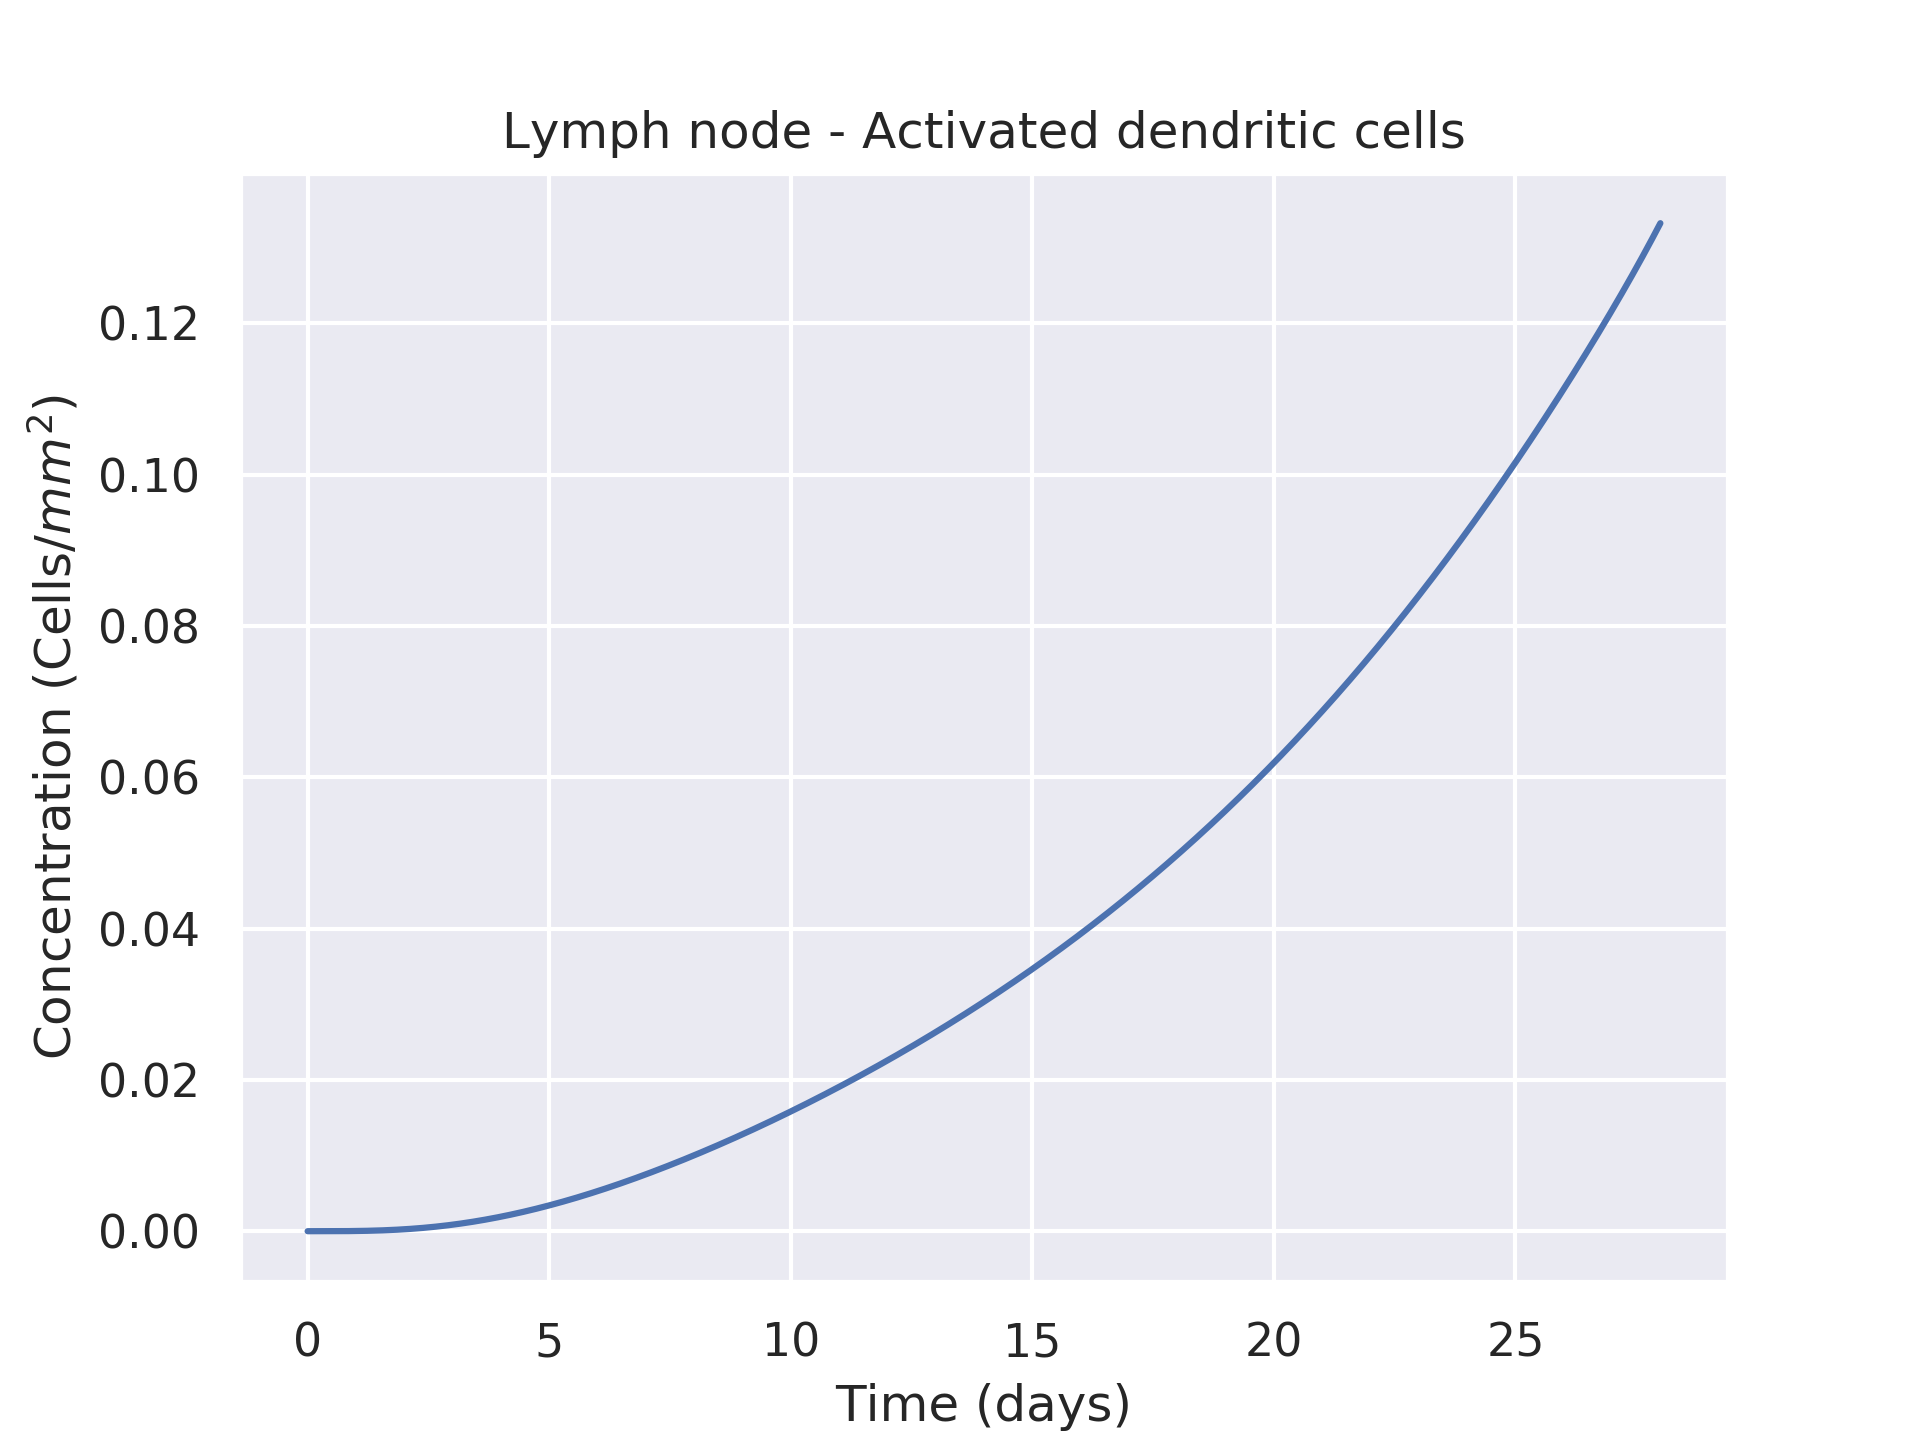 Lymph node - Activated dendritic cells
Concentration (Cells/mm²)
0.12
0.10
0.08
0.06
0.04
0.02
0.00
0 5 10 15 20 25
Time (days)